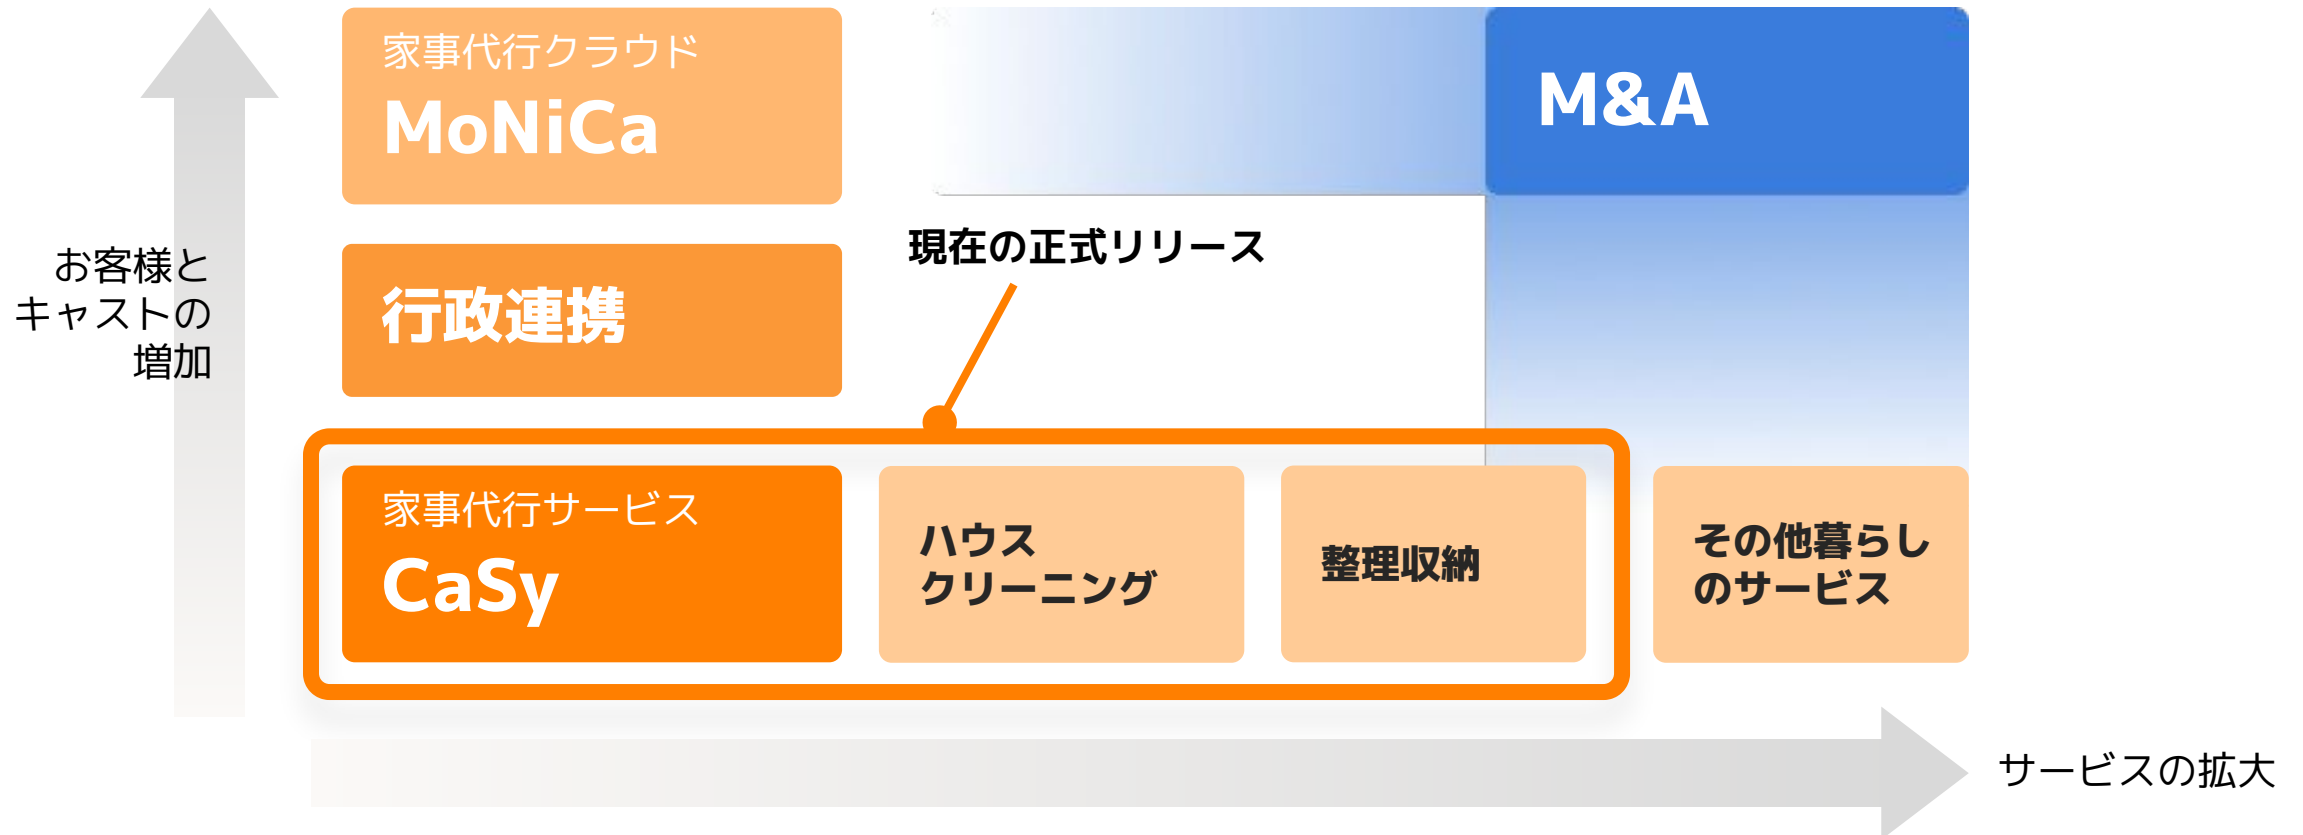 家事代行クラウド
MoNiCa
M&A
お客様と
キャストの
増加
行政連携
現在の正式リリース
家事代行サービス
CaSy
ハウス
クリーニング
整理収納
その他暮らし
のサービス
サービスの拡大